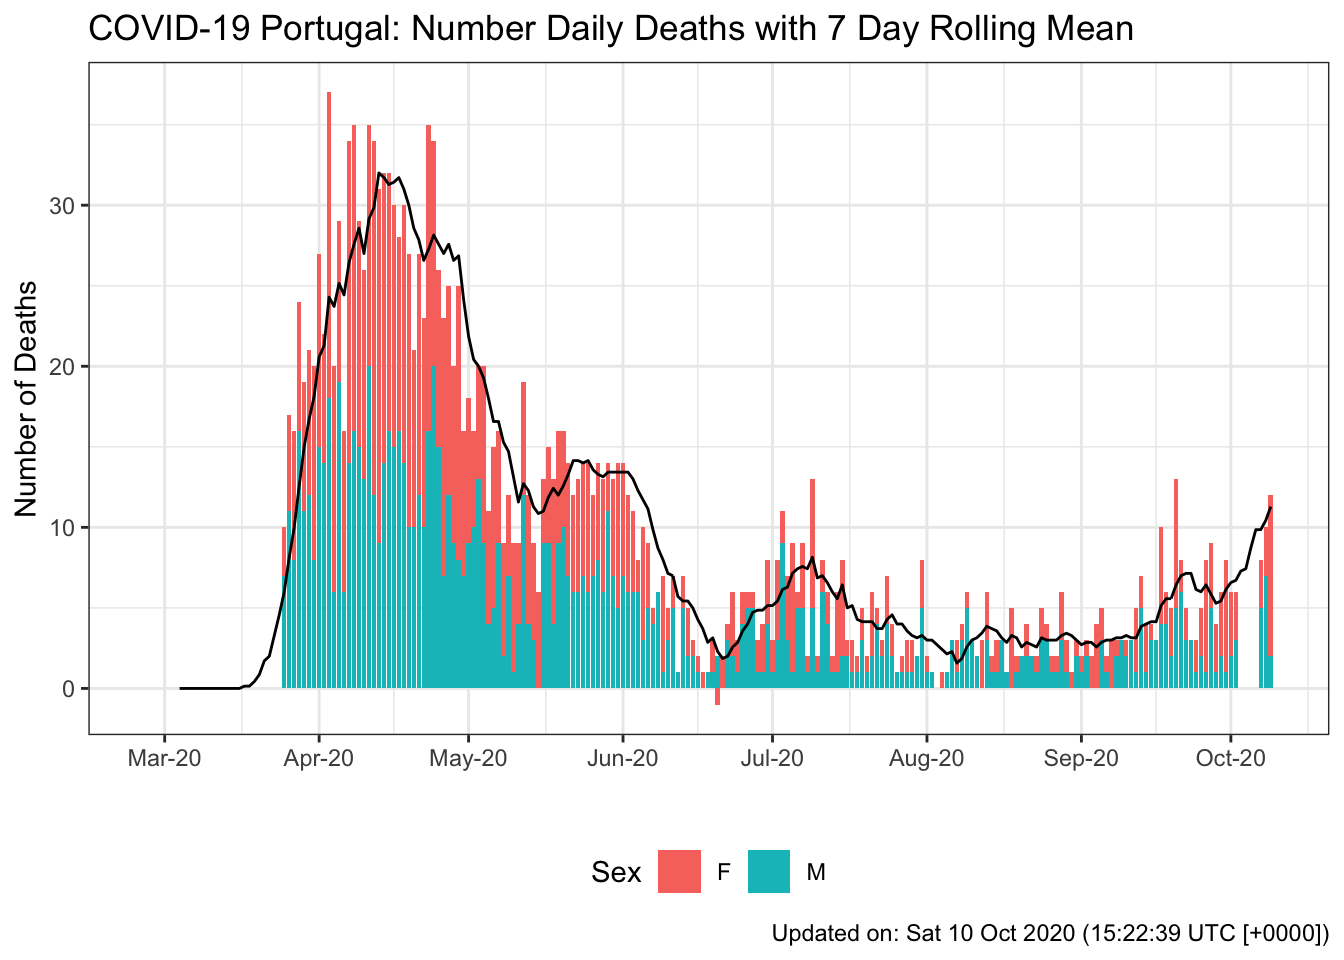 COVID-19 Portugal: Number Daily Deaths with 7 Day Rolling Mean
Number of Deaths
30
20
10
0
Mar-20 Apr-20 May-20 Jun-20 Jul-20 Aug-20 Sep-20 Oct-20
Sex F M
Updated on: Sat 10 Oct 2020 (15:22:39 UTC [+0000])